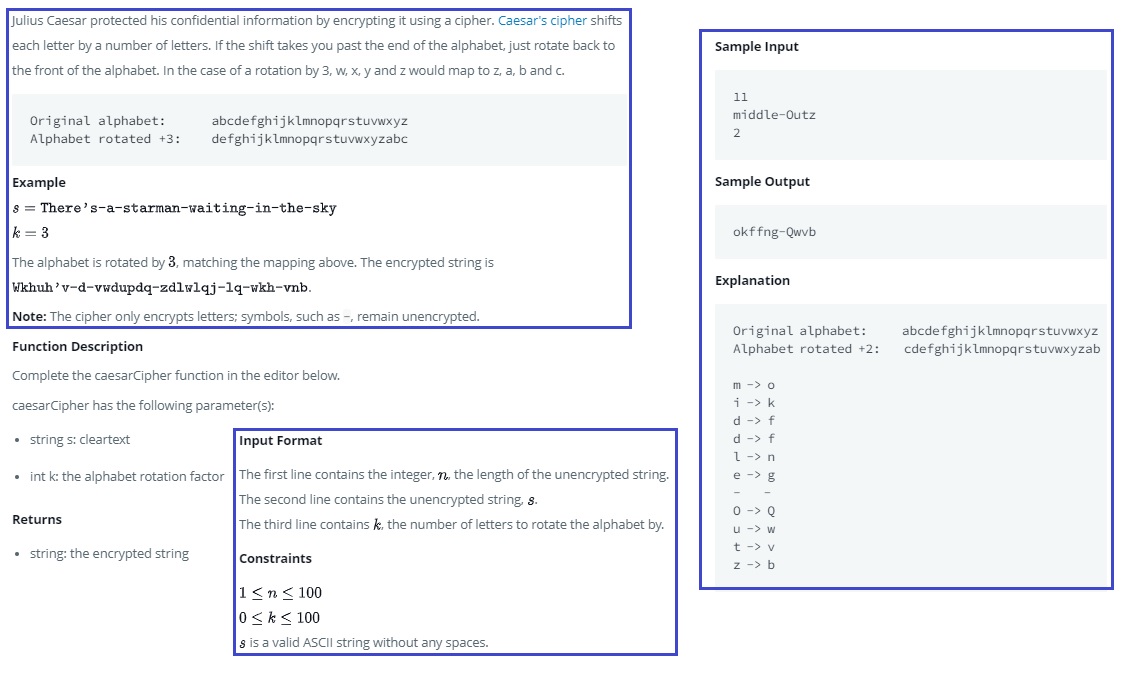 Julius Caesar protected his confidential information by encrypting it using a cipher. Caesar's cipher shifts
each letter by a number of letters. If the shift takes you past the end of the alphabet, just rotate back to
the front of the alphabet. In the case of a rotation by 3, w, x, y and z would map to z, a, b and c.
Original alphabet: abcdefghijklmnopqrstuvwxyz
Alphabet rotated +3: defghijklmnopqrstuvwxyzabc
Example
s = There's-a-starman-waiting-in-the-sky
k = 3
The alphabet is rotated by 3, matching the mapping above. The encrypted string is
Wkhuh'v-d-vwdupdq-zdlwlqj-lq-wkh-vnb.
Note: The cipher only encrypts letters; symbols, such as -, remain unencrypted.
Function Description
Complete the caesarCipher function in the editor below.
caesarCipher has the following parameter(s):
• string s: cleartext
• int k: the alphabet rotation factor
Returns
• string: the encrypted string
Input Format
The first line contains the integer, n, the length of the unencrypted string.
The second line contains the unencrypted string, s.
The third line contains k, the number of letters to rotate the alphabet by.
Constraints
1 ≤ n ≤ 100
0 ≤ k ≤ 100
s is a valid ASCII string without any spaces.
Sample Input
11
middle-Outz
2
Sample Output
okffng-Qwvb
Explanation
Original alphabet: abcdefghijklmnopqrstuvwxyz
Alphabet rotated +2: cdefghijklmnopqrstuvwxyzab
m -> o
i -> k
d -> f
d -> f
l -> n
e -> g
- -
O -> Q
u -> w
t -> v
z -> b